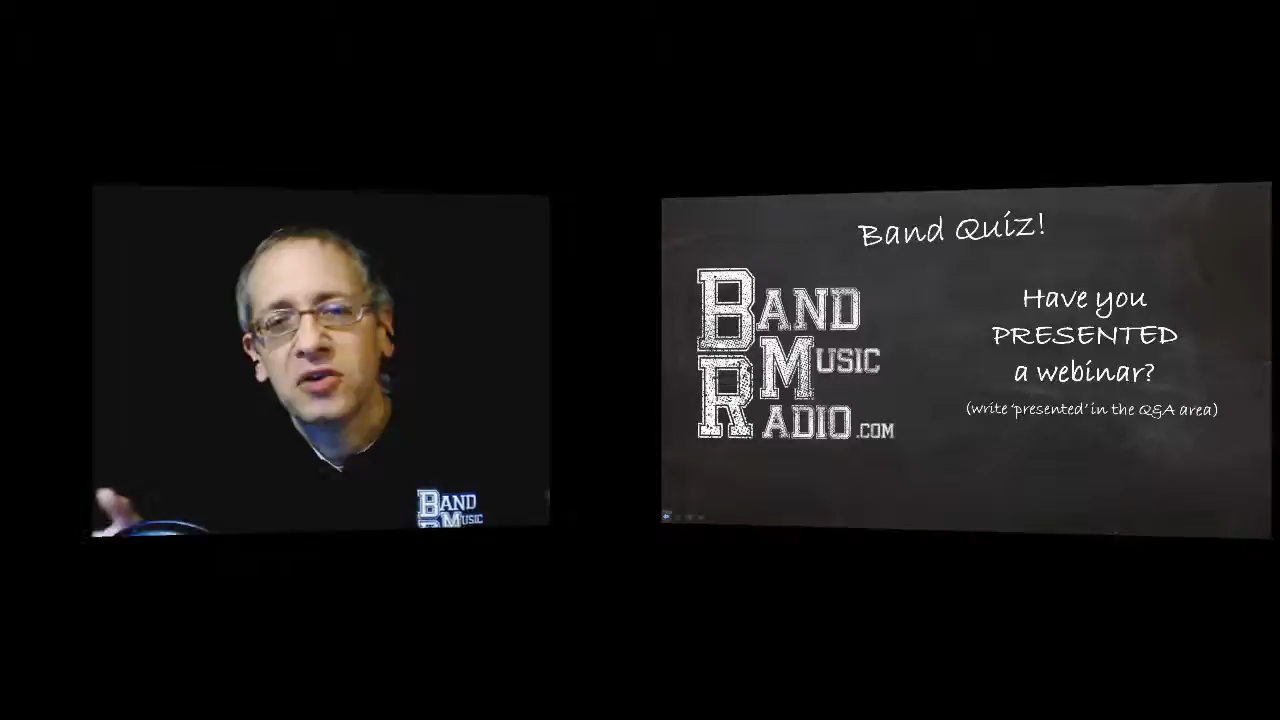 BAND
MUSIC
Band Quiz!
BAND
MUSIC
RADIO.COM
Have you
PRESENTED
a webinar?
(write 'presented' in the Q&A area)